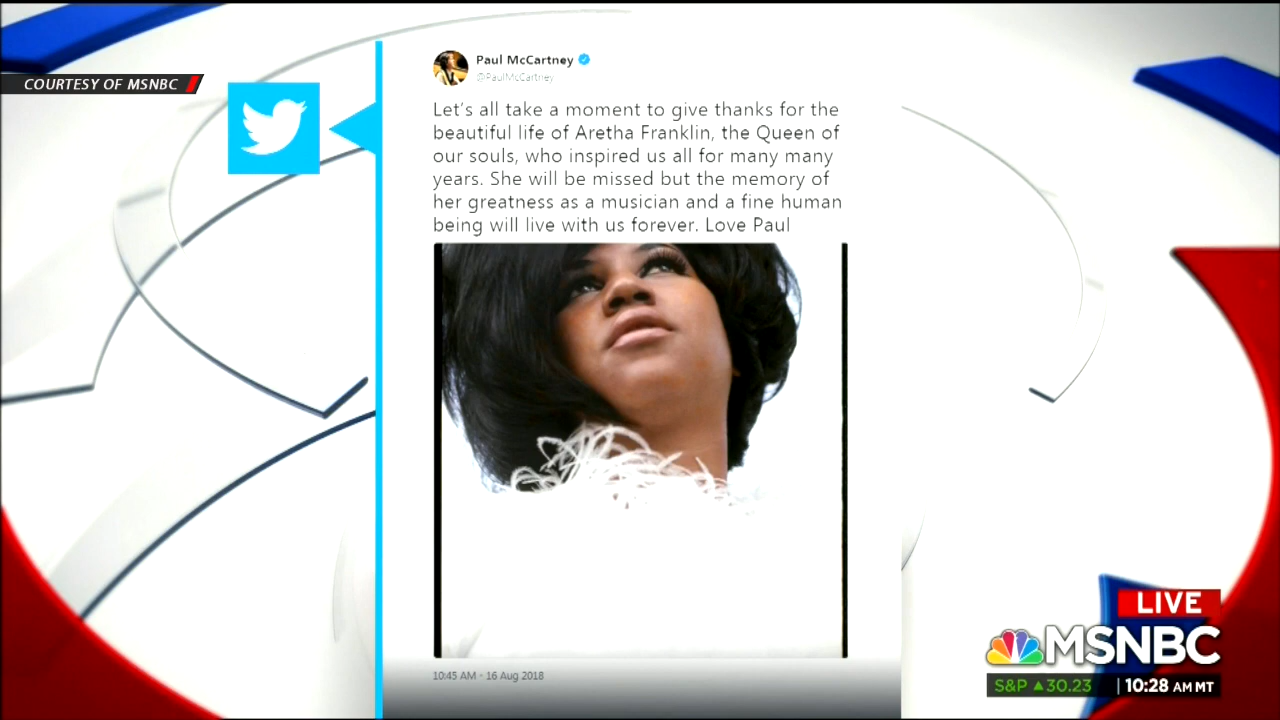 COURTESY OF MSNBC
Paul McCartney
@PaulMcCartney
Let's all take a moment to give thanks for the
beautiful life of Aretha Franklin, the Queen of
our souls, who inspired us all for many many
years. She will be missed but the memory of
her greatness as a musician and a fine human
being will live with us forever. Love Paul
10:45 AM - 16 Aug 2018
LIVE
MSNBC
S&P ▲30.23 | 10:28 AM MT